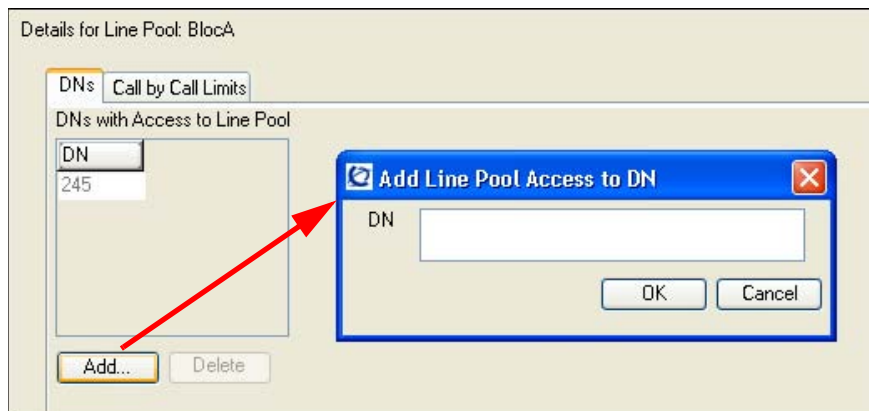 Details for Line Pool: BlocA
DNs
Call by Call Limits
DNs with Access to Line Pool
DN
245
Add...
Delete
Add Line Pool Access to DN
DN
OK
Cancel